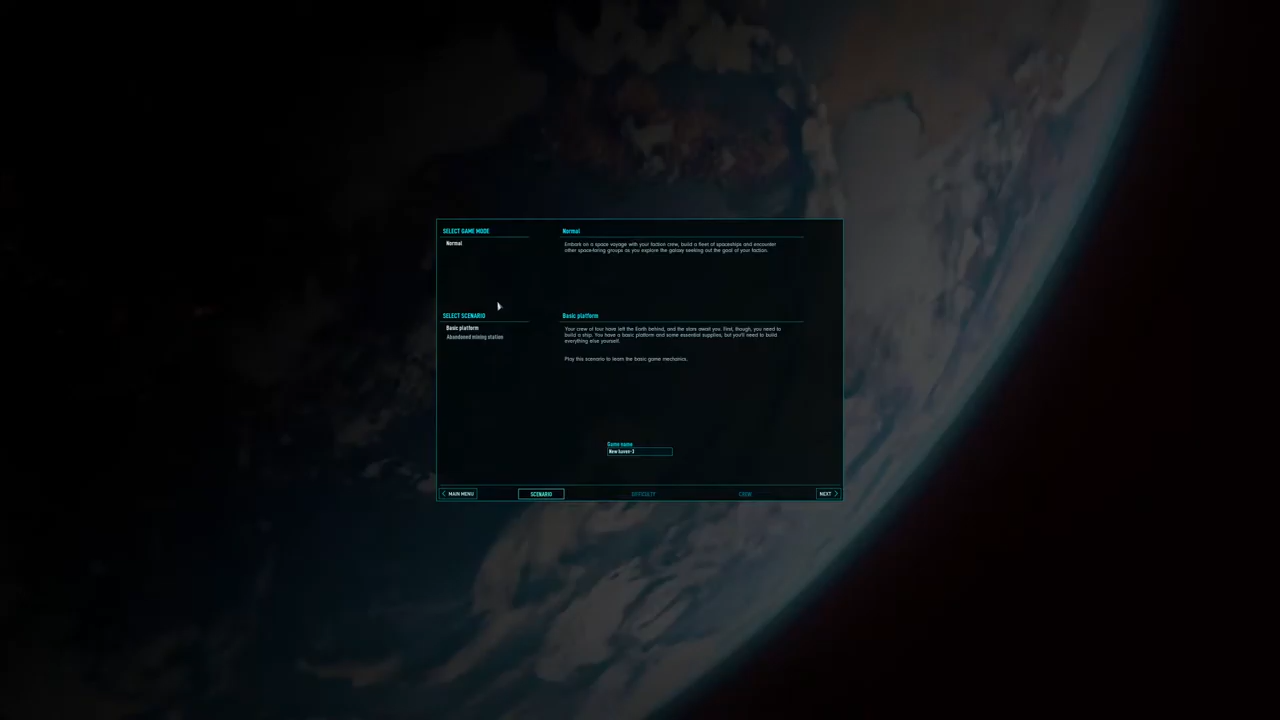 SELECT GAME MODE
Normal
Normal
Embark on a space voyage with your faction crew, build a fleet of spaceships and encounter
other space-faring groups as you explore the galaxy seeking out the goal of your faction.
SELECT SCENARIO
Basic platform
Abandoned mining station
Basic platform
Your crew of four have left the Earth behind, and the stars await you. First, though, you need to
build a ship. You have a basic platform and some essential supplies, but you'll need to build
everything else yourself.
Play this scenario to learn the basic game mechanics.
Game name
MAIN MENU
SCENARIO
DIFFICULTY
CREW
NEXT